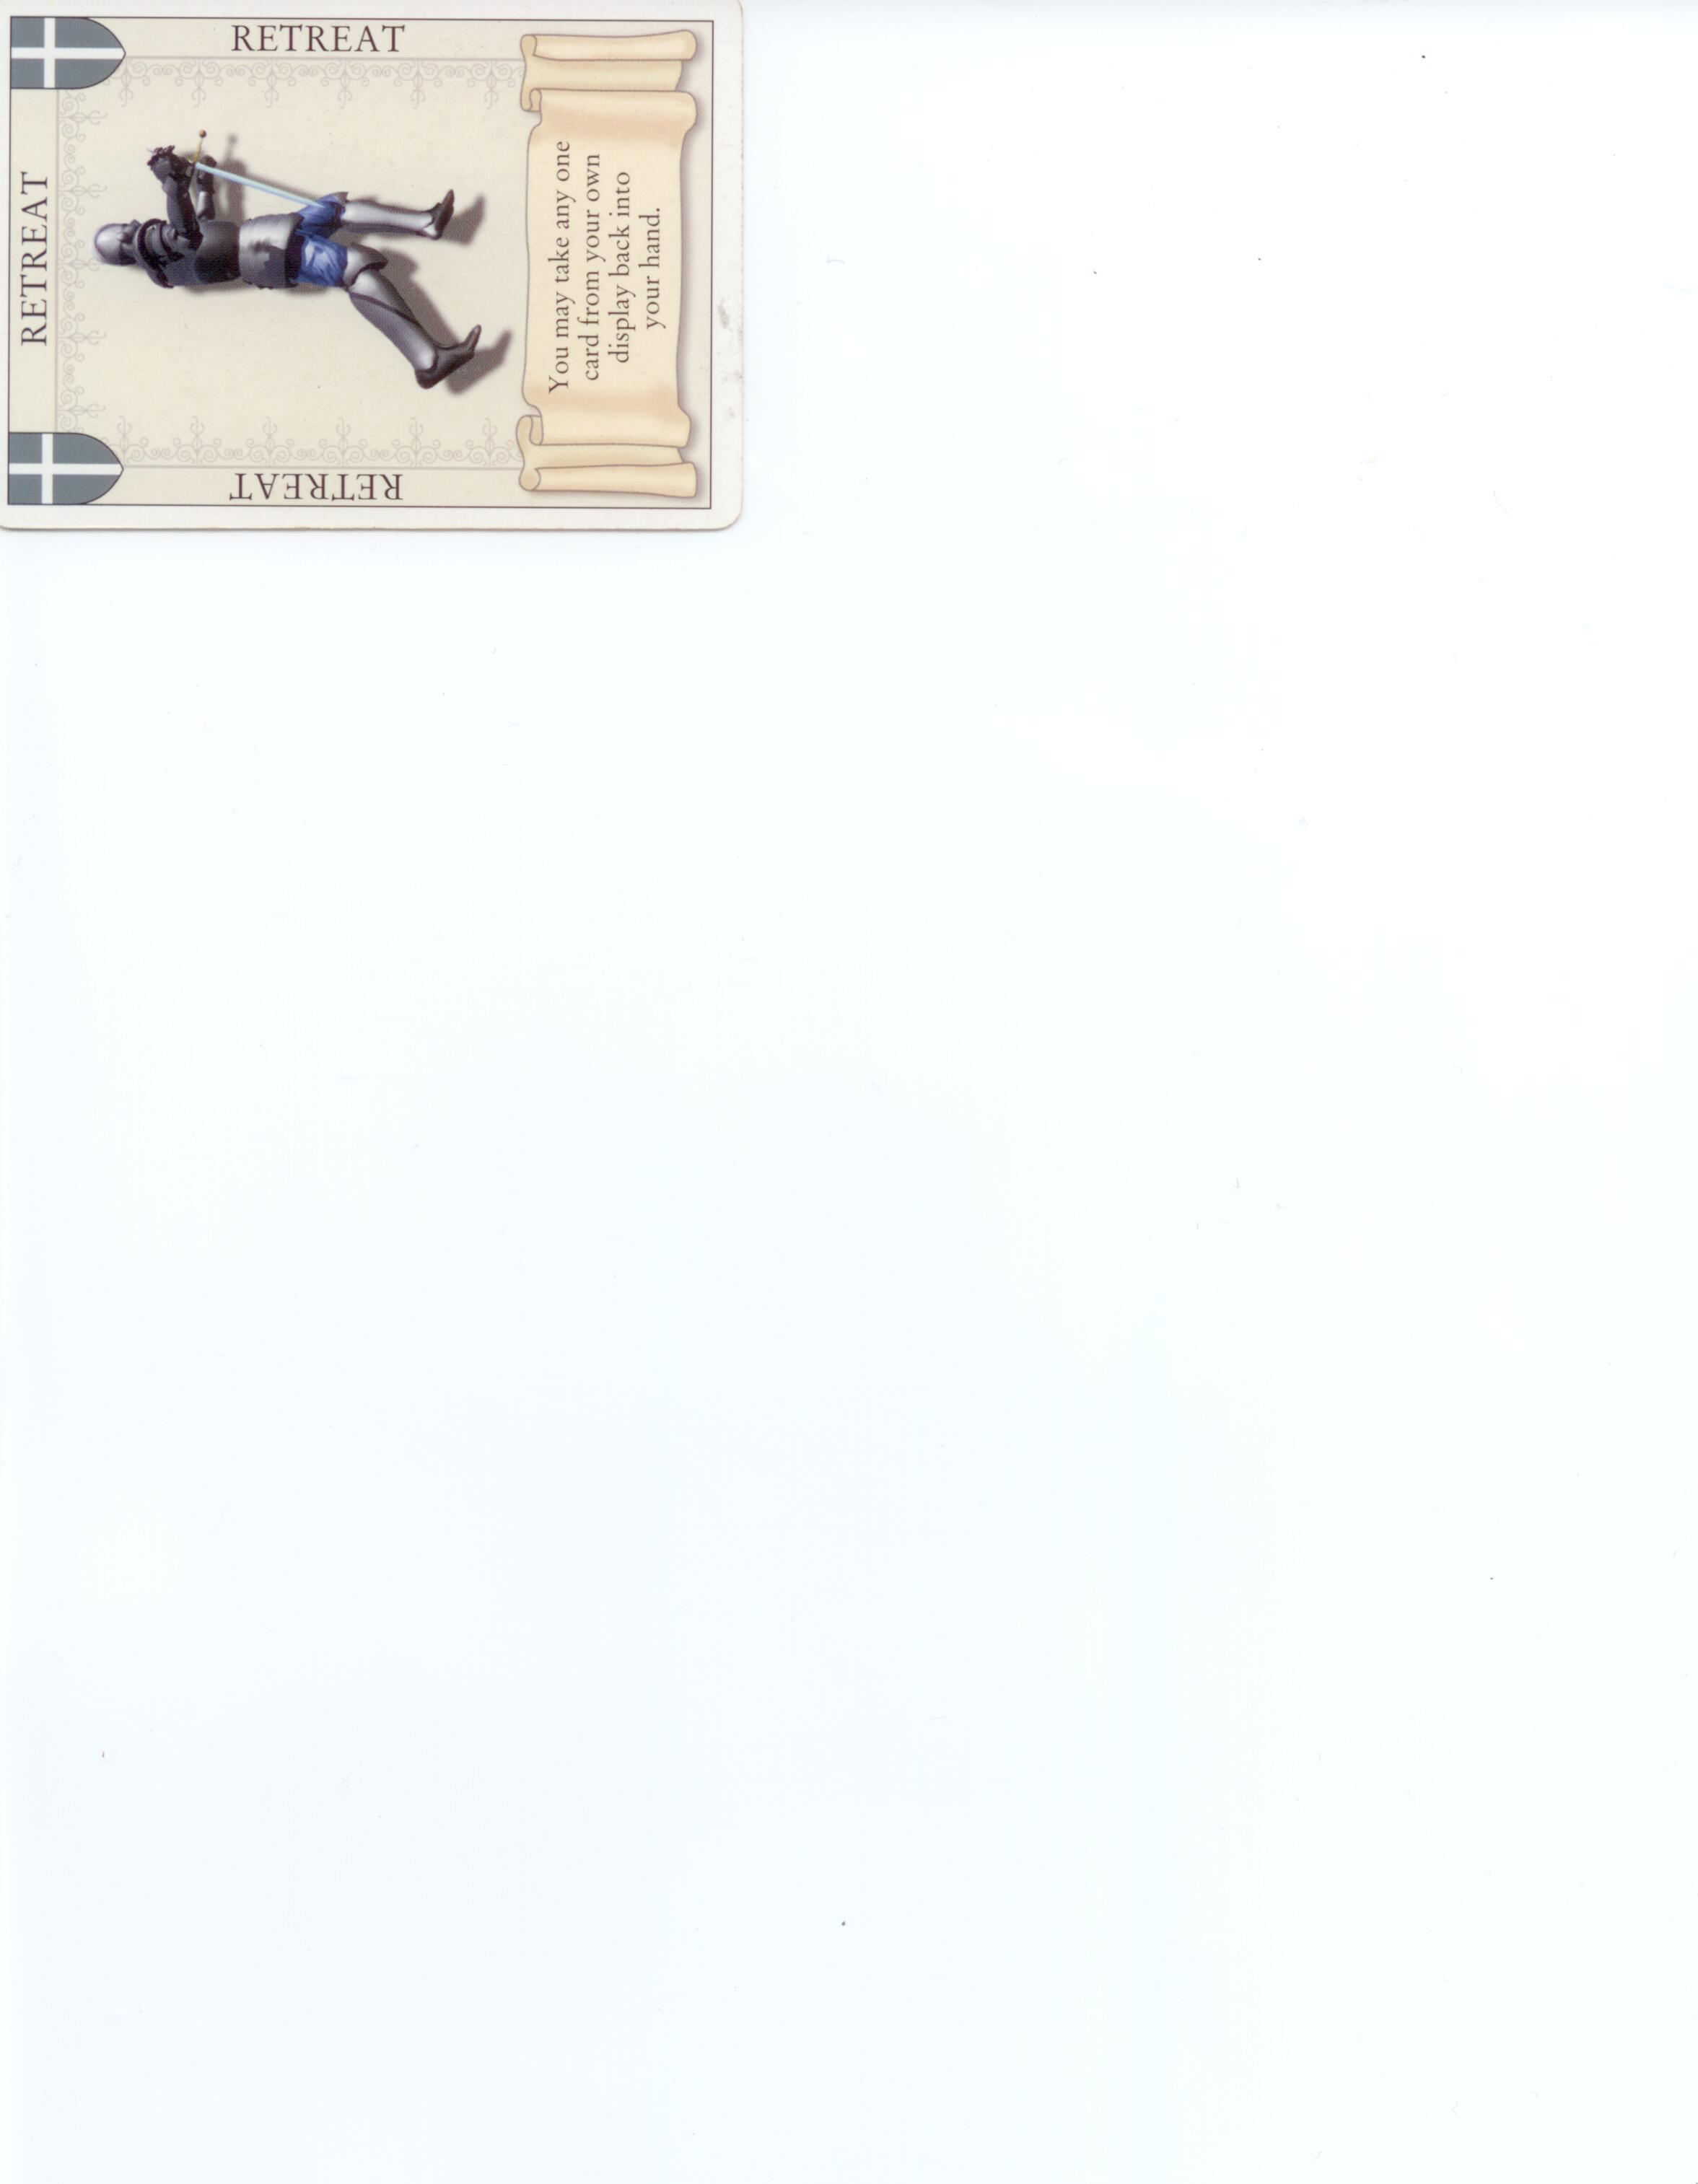 RETREAT
RETREAT
RETREAT
You may take any one
card from your own
display back into
your hand.